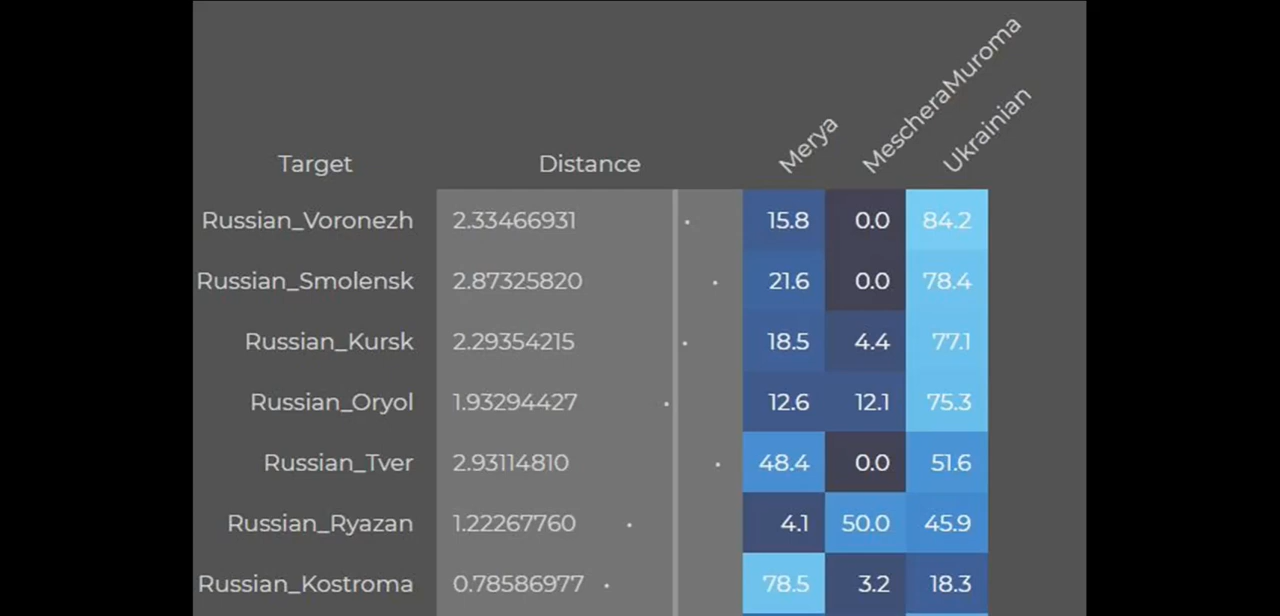 Target Distance Merya MescheraMuroma Ukrainian
Russian_Voronezh 2.33466931 15.8 0.0 84.2
Russian_Smolensk 2.87325820 21.6 0.0 78.4
Russian_Kursk 2.29354215 18.5 4.4 77.1
Russian_Oryol 1.93294427 12.6 12.1 75.3
Russian_Tver 2.93114810 48.4 0.0 51.6
Russian_Ryazan 1.22267760 4.1 50.0 45.9
Russian_Kostroma 0.78586977 78.5 3.2 18.3